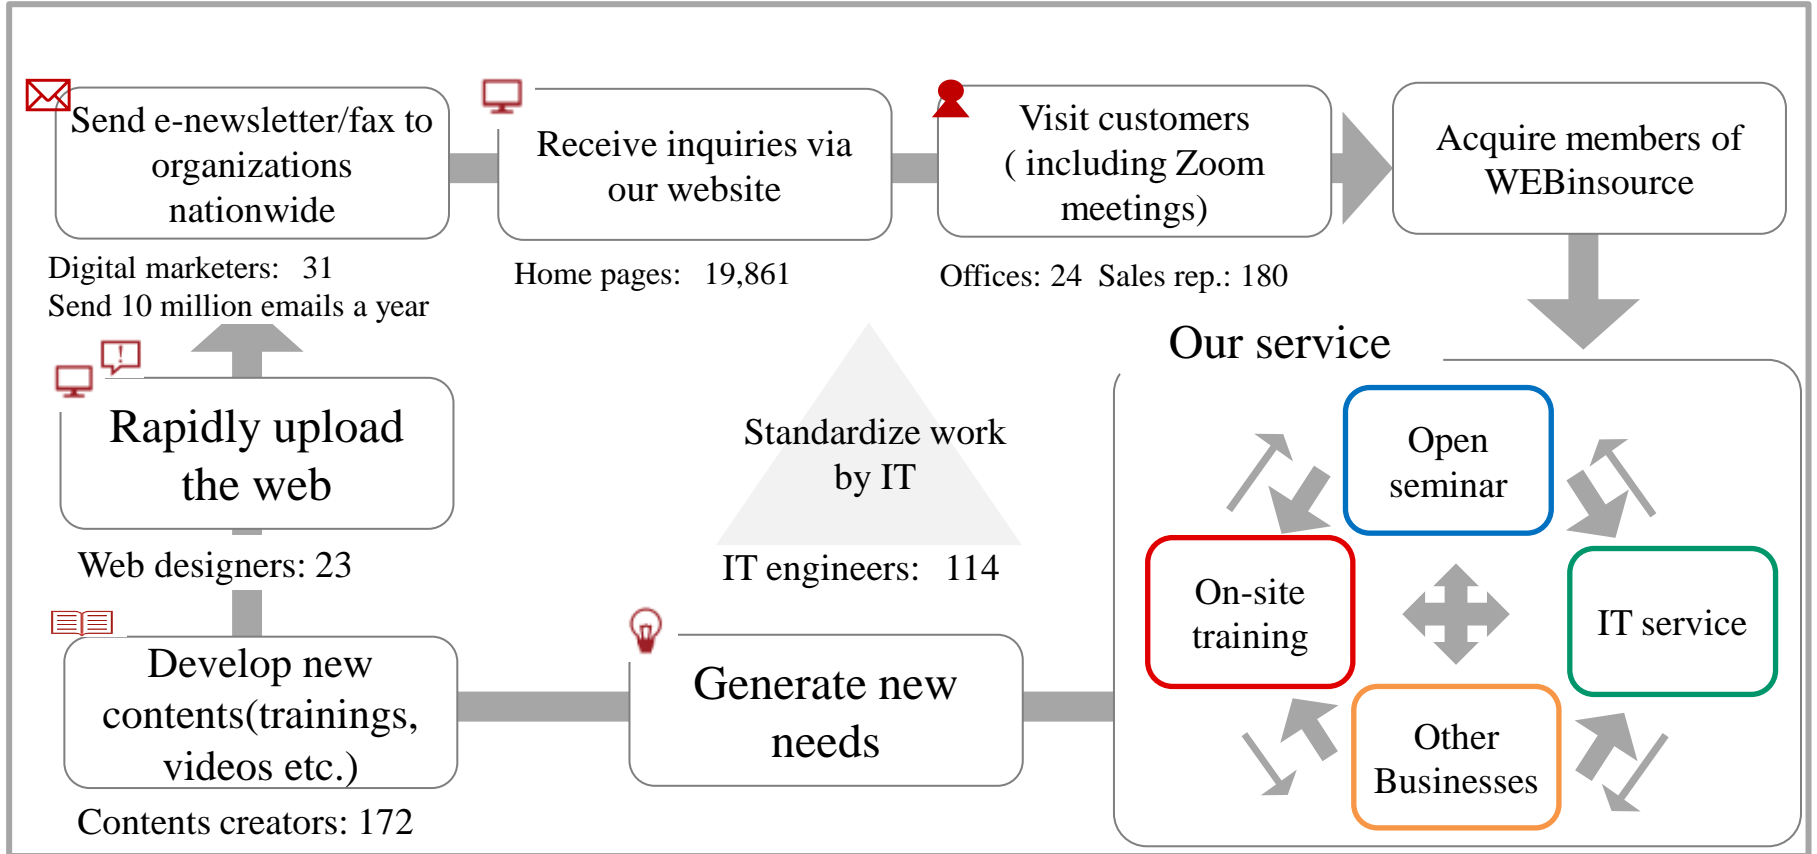 Send e-newsletter/fax to
organizations
nationwide
Digital marketers: 31
Send 10 million emails a year
Receive inquiries via
our website
Home pages: 19,861
Visit customers
( including Zoom
meetings)
Offices: 24 Sales rep.: 180
Acquire members of
WEBinsource
Our service
Open
seminar
On-site
training
IT service
Other
Businesses
Standardize work
by IT
IT engineers: 114
Rapidly upload
the web
Web designers: 23
Develop new
contents(trainings,
videos etc.)
Contents creators: 172
Generate new
needs